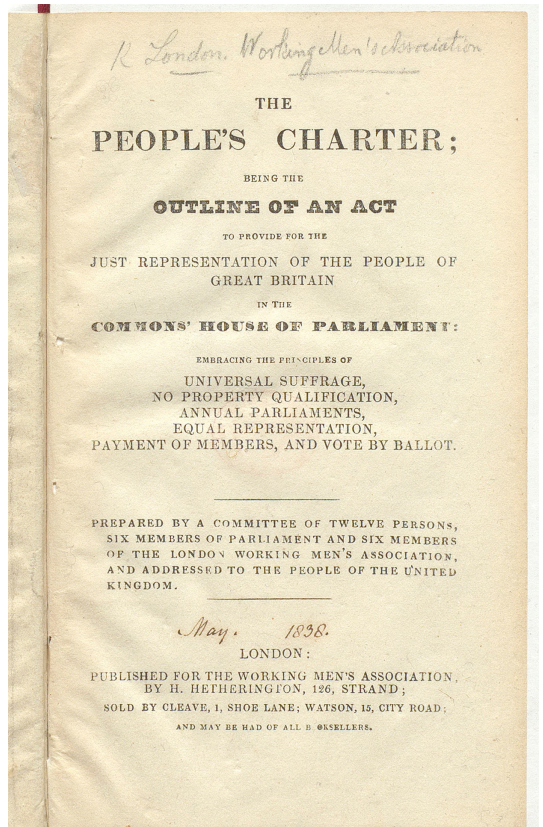 R London. Working Men's Association
THE
PEOPLE'S CHARTER;
BEING THE
OUTLINE OF AN ACT
TO PROVIDE FOR THE
JUST REPRESENTATION OF THE PEOPLE OF
GREAT BRITAIN
IN THE
COMMONS' HOUSE OF PARLIAMENT:
EMBRACING THE PRINCIPLES OF
UNIVERSAL SUFFRAGE,
NO PROPERTY QUALIFICATION,
ANNUAL PARLIAMENTS,
EQUAL REPRESENTATION,
PAYMENT OF MEMBERS, AND VOTE BY BALLOT.
PREPARED BY A COMMITTEE OF TWELVE PERSONS,
SIX MEMBERS OF PARLIAMENT AND SIX MEMBERS
OF THE LONDON WORKING MEN'S ASSOCIATION,
AND ADDRESSED TO THE PEOPLE OF THE UNITED
KINGDOM.
May. 1838.
LONDON:
PUBLISHED FOR THE WORKING MEN'S ASSOCIATION,
BY H. HETHERINGTON, 126, STRAND;
SOLD BY CLEAVE, 1, SHOE LANE; WATSON, 15, CITY ROAD;
AND MAY BE HAD OF ALL BOOKSELLERS.